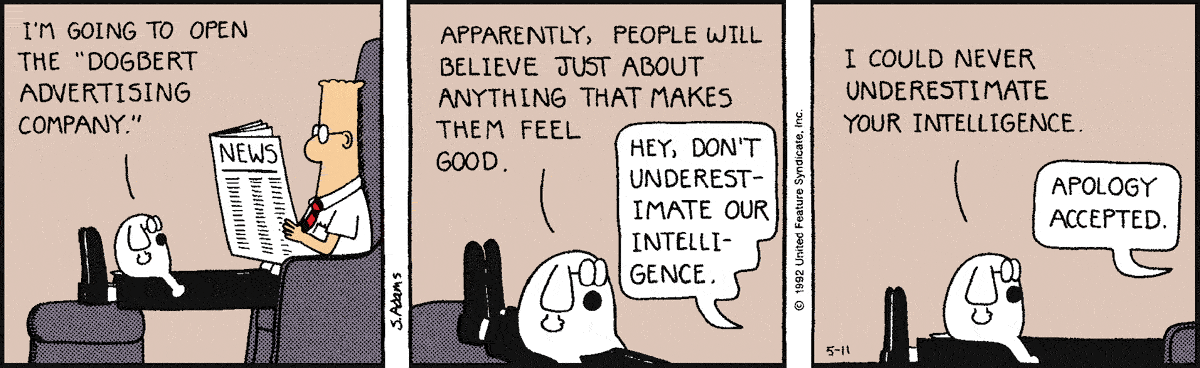 I'M GOING TO OPEN
THE "DOGBERT
ADVERTISING
COMPANY."
NEWS
S. Adams
APPARENTLY, PEOPLE WILL
BELIEVE JUST ABOUT
ANYTHING THAT MAKES
THEM FEEL
GOOD.
HEY, DON'T
UNDEREST-
IMATE OUR
INTELLI-
GENCE.
© 1992 United Feature Syndicate, Inc.
I COULD NEVER
UNDERESTIMATE
YOUR INTELLIGENCE.
APOLOGY
ACCEPTED.
5-11